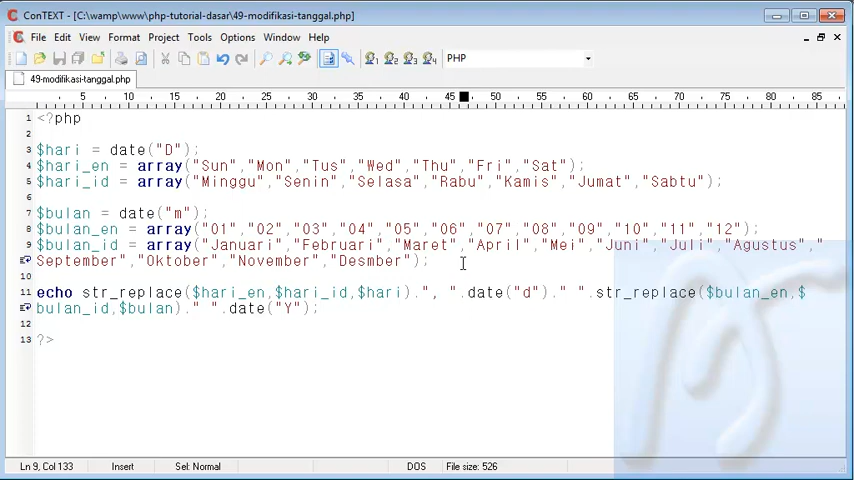 ConTEXT - [C:\wamp\www\php-tutorial-dasar\49-modifikasi-tanggal.php]
File Edit View Format Project Tools Options Window Help
PHP
49-modifikasi-tanggal.php
5 10 15 20 25 30 35 40 45 50 55 60 65 70 75 80 85
1 <?php
2
3 $hari = date("D");
4 $hari_en = array("Sun","Mon","Tus","Wed","Thu","Fri","Sat");
5 $hari_id = array("Minggu","Senin","Selasa","Rabu","Kamis","Jumat","Sabtu");
6
7 $bulan = date("m");
8 $bulan_en = array("01","02","03","04","05","06","07","08","09","10","11","12");
9 $bulan_id = array("Januari","Februari","Maret","April","Mei","Juni","Juli","Agustus","
September","Oktober","November","Desmber");
10
11 echo str_replace($hari_en,$hari_id,$hari).", ".date("d")." ".str_replace($bulan_en,$
bulan_id,$bulan)." ".date("Y");
12
13 ?>
Ln 9, Col 133 Insert Sel: Normal DOS File size: 526